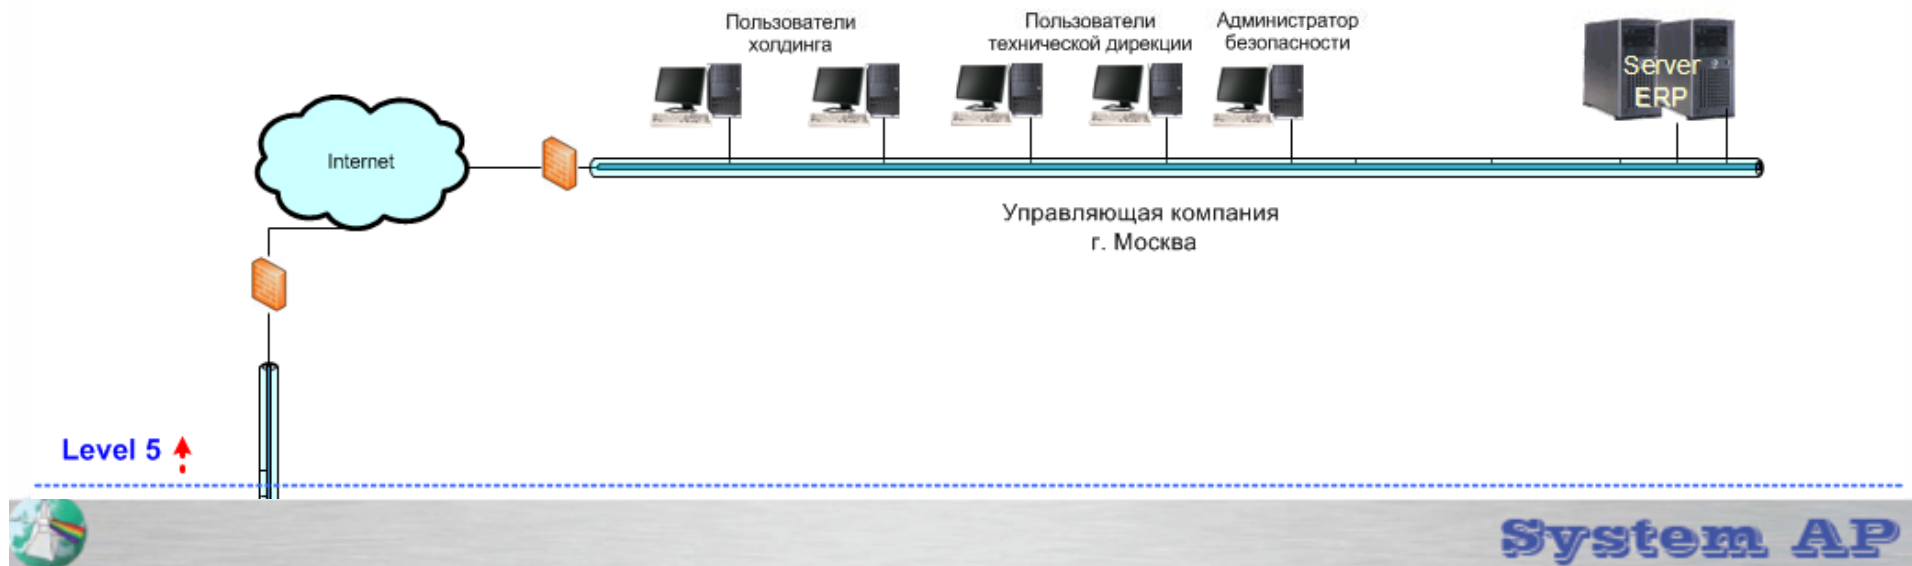 Пользователи
холдинга
Пользователи
технической дирекции
Администратор
безопасности
Server
ERP
Internet
Управляющая компания
г. Москва
Level 5
System AP